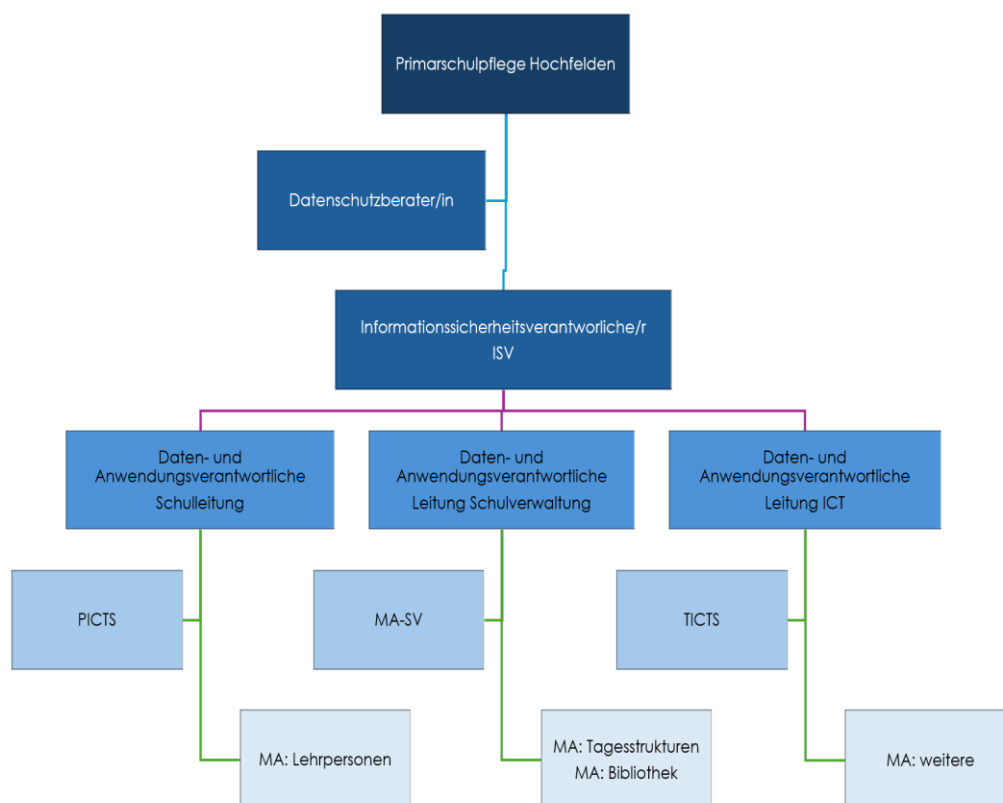 Primarschulpflege Hochfelden
Datenschutzberater/in
Informationssicherheitsverantworliche/r
ISV
Daten- und
Anwendungsverantwortliche
Schulleitung
Daten- und
Anwendungsverantwortliche
Leitung Schulverwaltung
Daten- und
Anwendungsverantwortliche
Leitung ICT
PICTS
MA-SV
TICTS
MA: Lehrpersonen
MA: Tagesstrukturen
MA: Bibliothek
MA: weitere